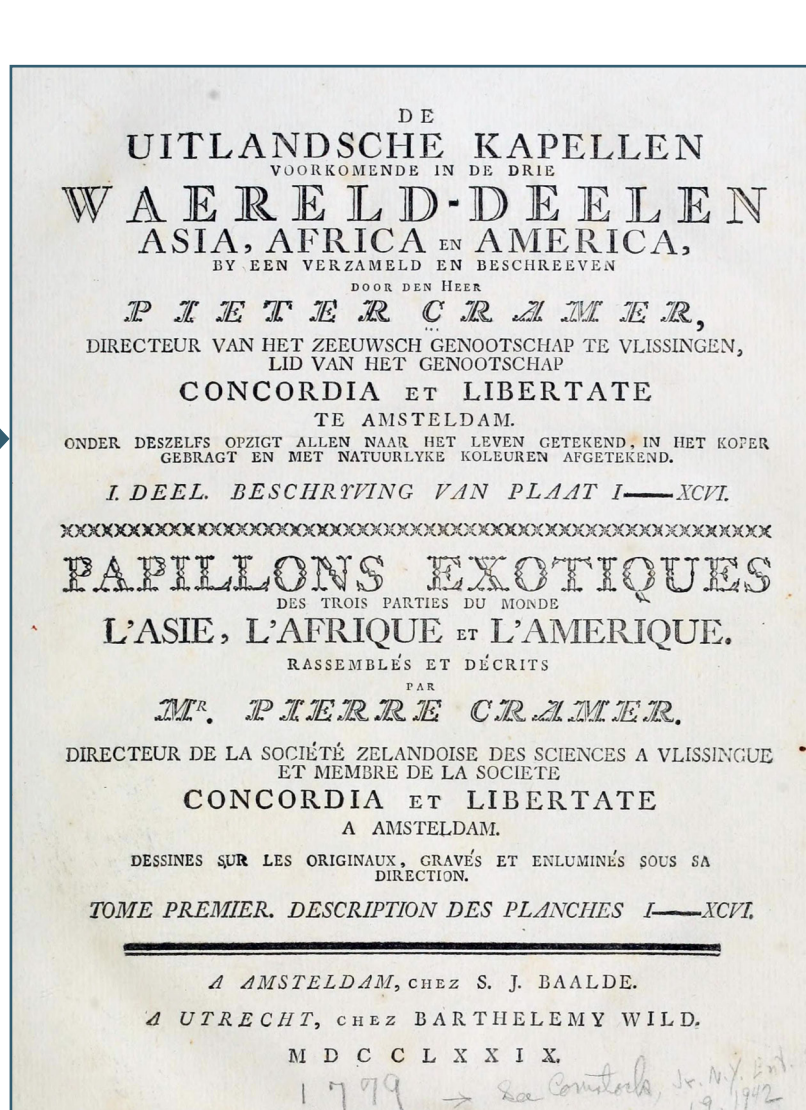 DE
UITLANDSCHE KAPELLEN
VOORKOMENDE IN DE DRIE
WAERELD-DEELEN
ASIA, AFRICA EN AMERICA,
BY EEN VERZAMELD EN BESCHREEVEN
DOOR DEN HEER
PIETER CRAMER,
DIRECTEUR VAN HET ZEEUWSCH GENOOTSCHAP TE VLISSINGEN,
LID VAN HET GENOOTSCHAP
CONCORDIA ET LIBERTATE
TE AMSTELDAM.
ONDER DESZELFS OPZIGT ALLEN NAAR HET LEVEN GETEKEND, IN HET KOPER
GEBRAGT EN MET NATUURLYKE KOLEUREN AFGETEKEND.
I. DEEL. BESCHRYVING VAN PLAAT I——XCVI.
PAPILLONS EXOTIQUES
DES TROIS PARTIES DU MONDE
L'ASIE, L'AFRIQUE ET L'AMERIQUE.
RASSEMBLÉS ET DÉCRITS
PAR
MR. PIERRE CRAMER.
DIRECTEUR DE LA SOCIÉTÉ ZELANDOISE DES SCIENCES A VLISSINGUE
ET MEMBRE DE LA SOCIETE
CONCORDIA ET LIBERTATE
A AMSTELDAM.
DESSINES SUR LES ORIGINAUX, GRAVÉS ET ENLUMINÉS SOUS SA
DIRECTION.
TOME PREMIER. DESCRIPTION DES PLANCHES I——XCVI.
A AMSTELDAM, CHEZ S. J. BAALDE.
A UTRECHT, CHEZ BARTHELEMY WILD.
MDCCLXXIX.
1779 → See Comstock, Jr. N.Y. Ent.
1942